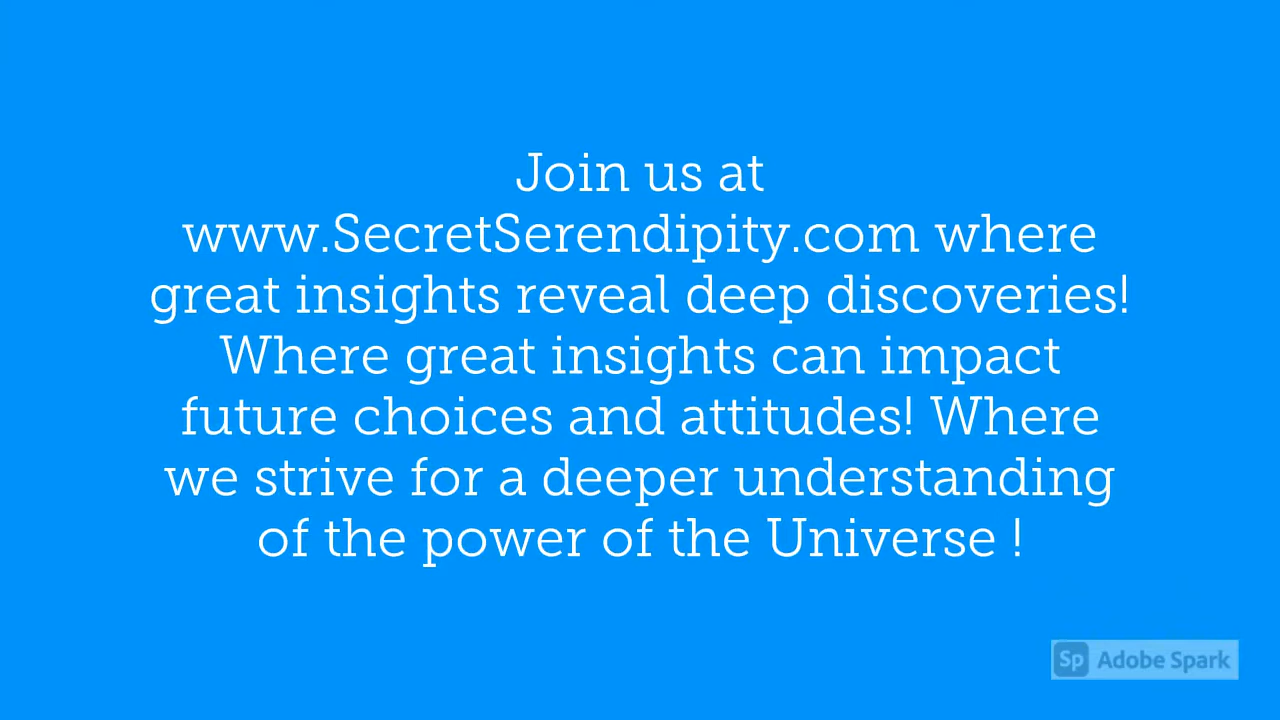 Join us at
www.SecretSerendipity.com where
great insights reveal deep discoveries!
Where great insights can impact
future choices and attitudes! Where
we strive for a deeper understanding
of the power of the Universe !
Sp Adobe Spark